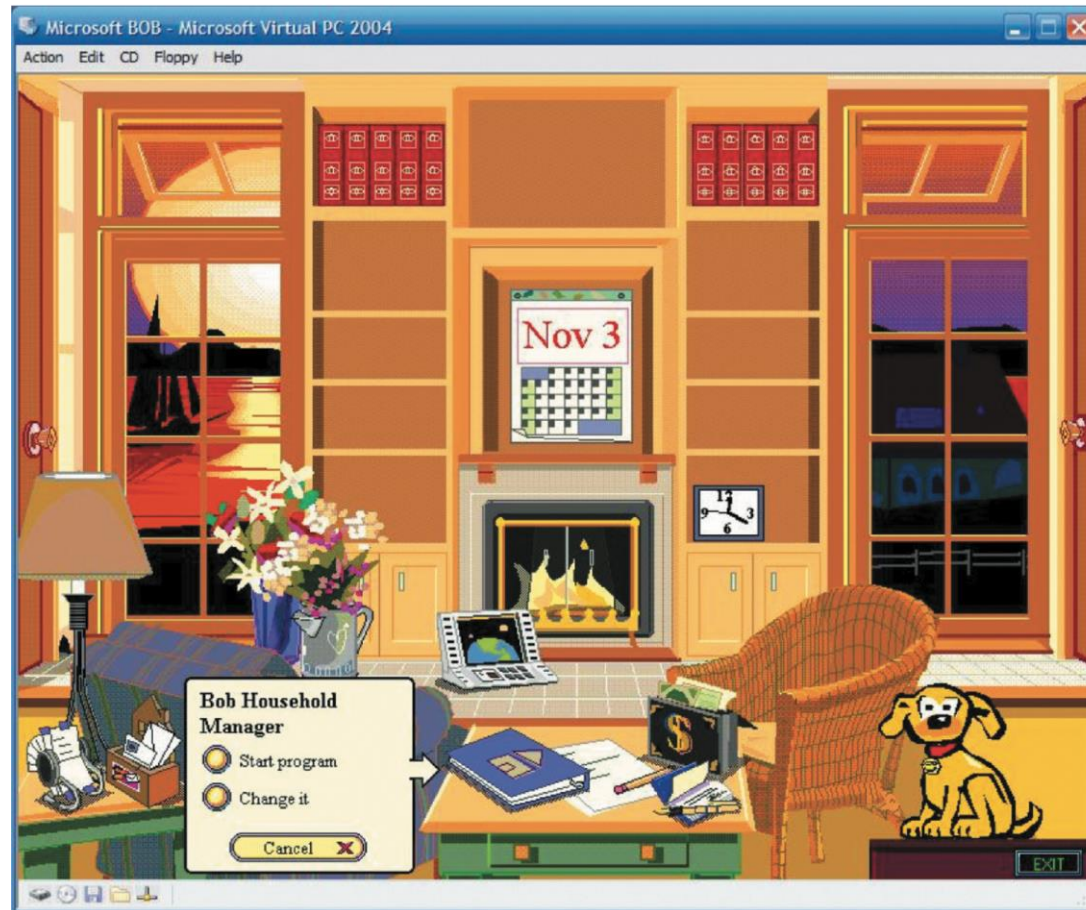 Microsoft BOB - Microsoft Virtual PC 2004
Action Edit CD Floppy Help
Nov 3
12
9 3
6
Bob Household
Manager
Start program
Change it
Cancel X
$
EXIT